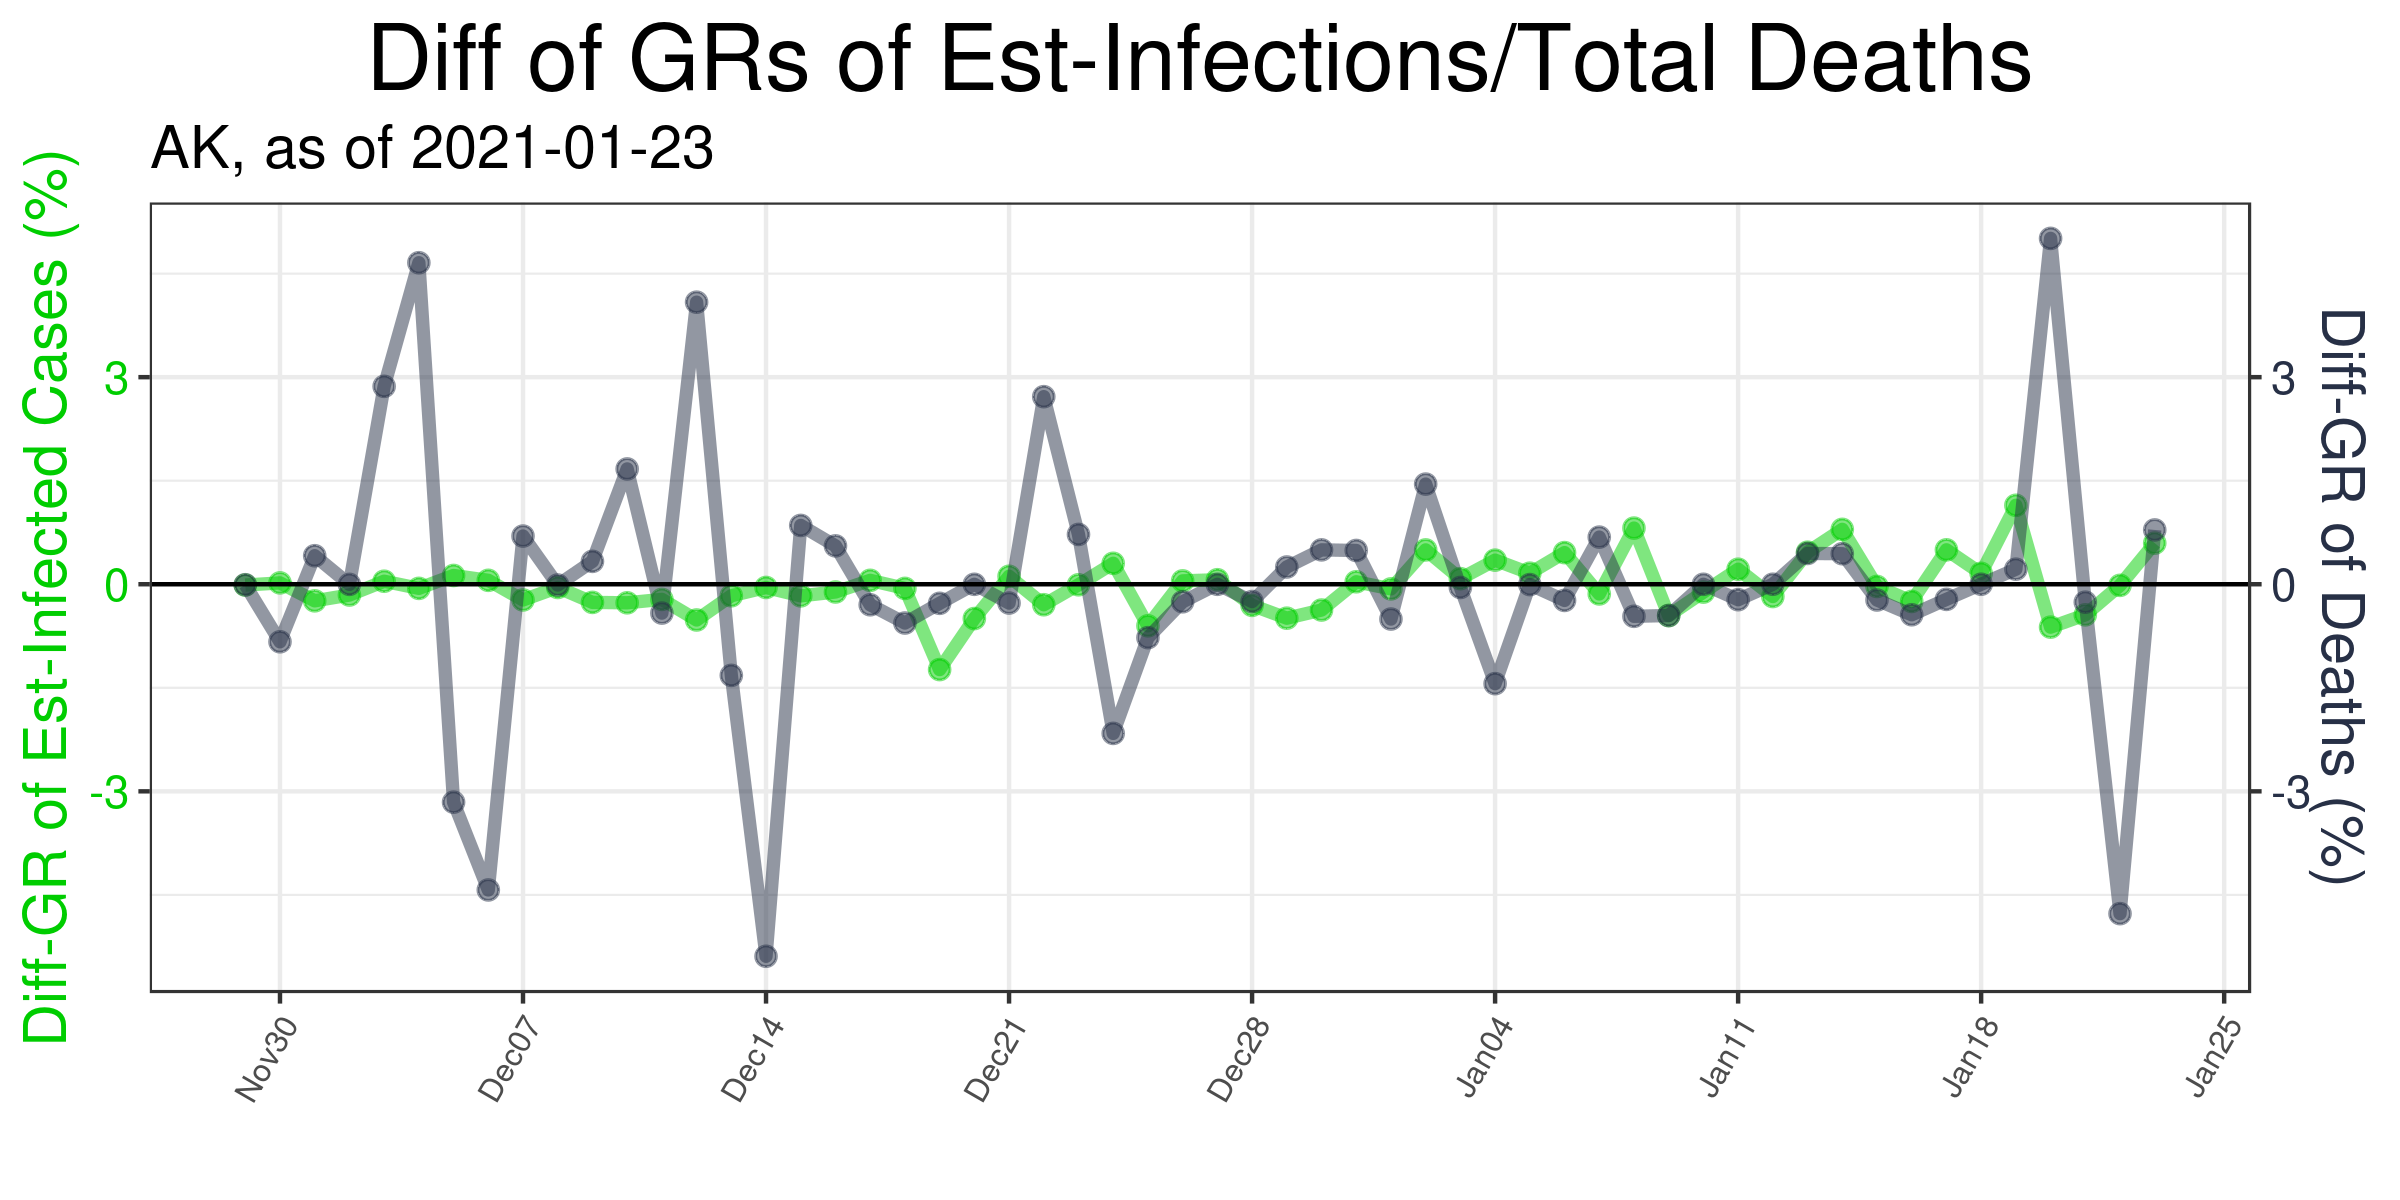 Diff of GRs of Est-Infections/Total Deaths
AK, as of 2021-01-23
Diff-GR of Est-Infected Cases (%)
3
0
-3
3
0
-3
Diff-GR of Deaths (%)
Nov30
Dec07
Dec14
Dec21
Dec28
Jan04
Jan11
Jan18
Jan25